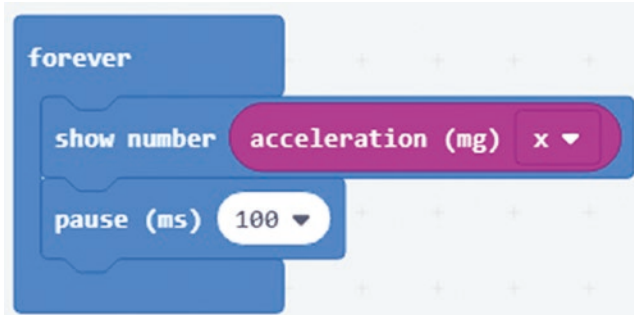 forever
show number acceleration (mg) x
pause (ms) 100